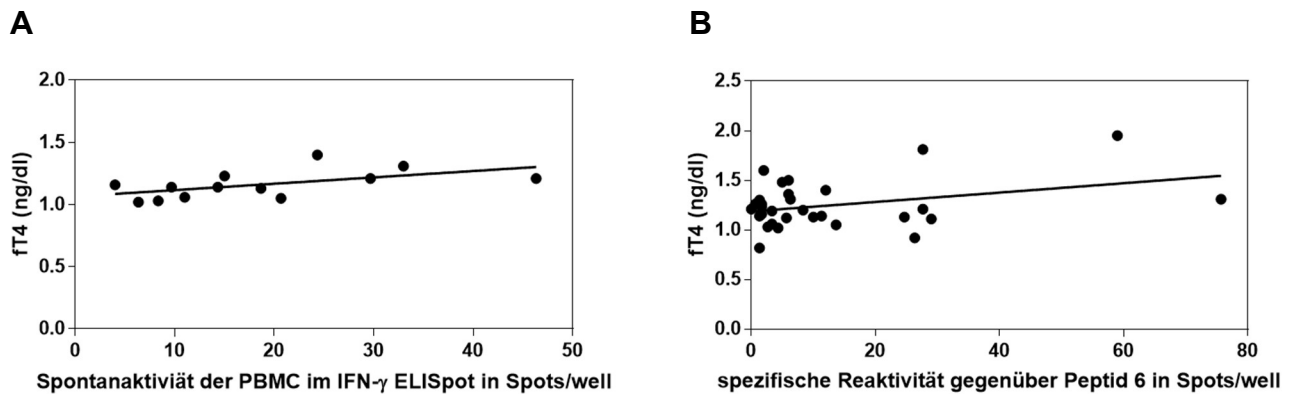 A
2.0
1.5
1.0
0.5
0.0
fT4 (ng/dl)
0 10 20 30 40 50
Spontanaktiviät der PBMC im IFN-γ ELISpot in Spots/well
B
2.5
2.0
1.5
1.0
0.5
0.0
fT4 (ng/dl)
0 20 40 60 80
spezifische Reaktivität gegenüber Peptid 6 in Spots/well